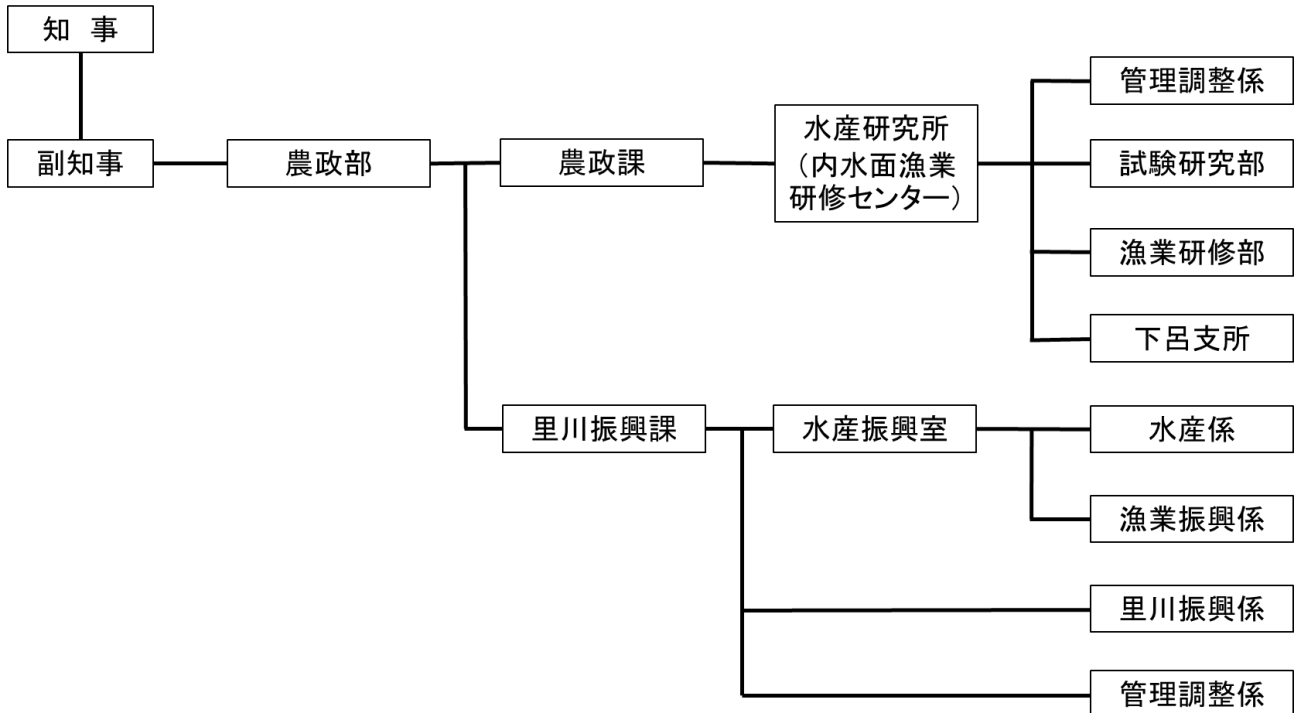 知 事
副知事
農政部
農政課
水産研究所
（内水面漁業
研修センター）
管理調整係
試験研究部
漁業研修部
下呂支所
里川振興課
水産振興室
水産係
漁業振興係
里川振興係
管理調整係